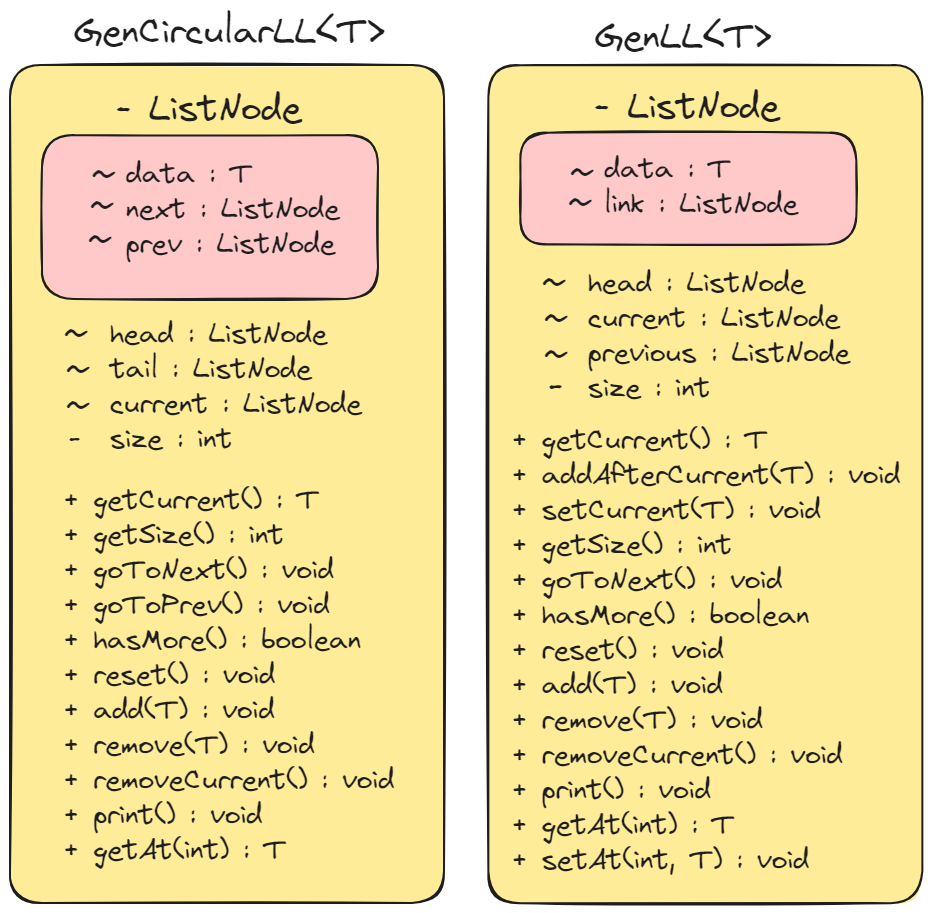 GenCircularLL<T>
- ListNode
~ data : T
~ next : ListNode
~ prev : ListNode
~ head : ListNode
~ tail : ListNode
~ current : ListNode
- size : int
+ getCurrent() : T
+ getSize() : int
+ goToNext() : void
+ goToPrev() : void
+ hasMore() : boolean
+ reset() : void
+ add(T) : void
+ remove(T) : void
+ removeCurrent() : void
+ print() : void
+ getAt(int) : T
GenLL<T>
- ListNode
~ data : T
~ link : ListNode
~ head : ListNode
~ current : ListNode
~ previous : ListNode
- size : int
+ getCurrent() : T
+ addAfterCurrent(T) : void
+ setCurrent(T) : void
+ getSize() : int
+ goToNext() : void
+ hasMore() : boolean
+ reset() : void
+ add(T) : void
+ remove(T) : void
+ removeCurrent() : void
+ print() : void
+ getAt(int) : T
+ setAt(int, T) : void